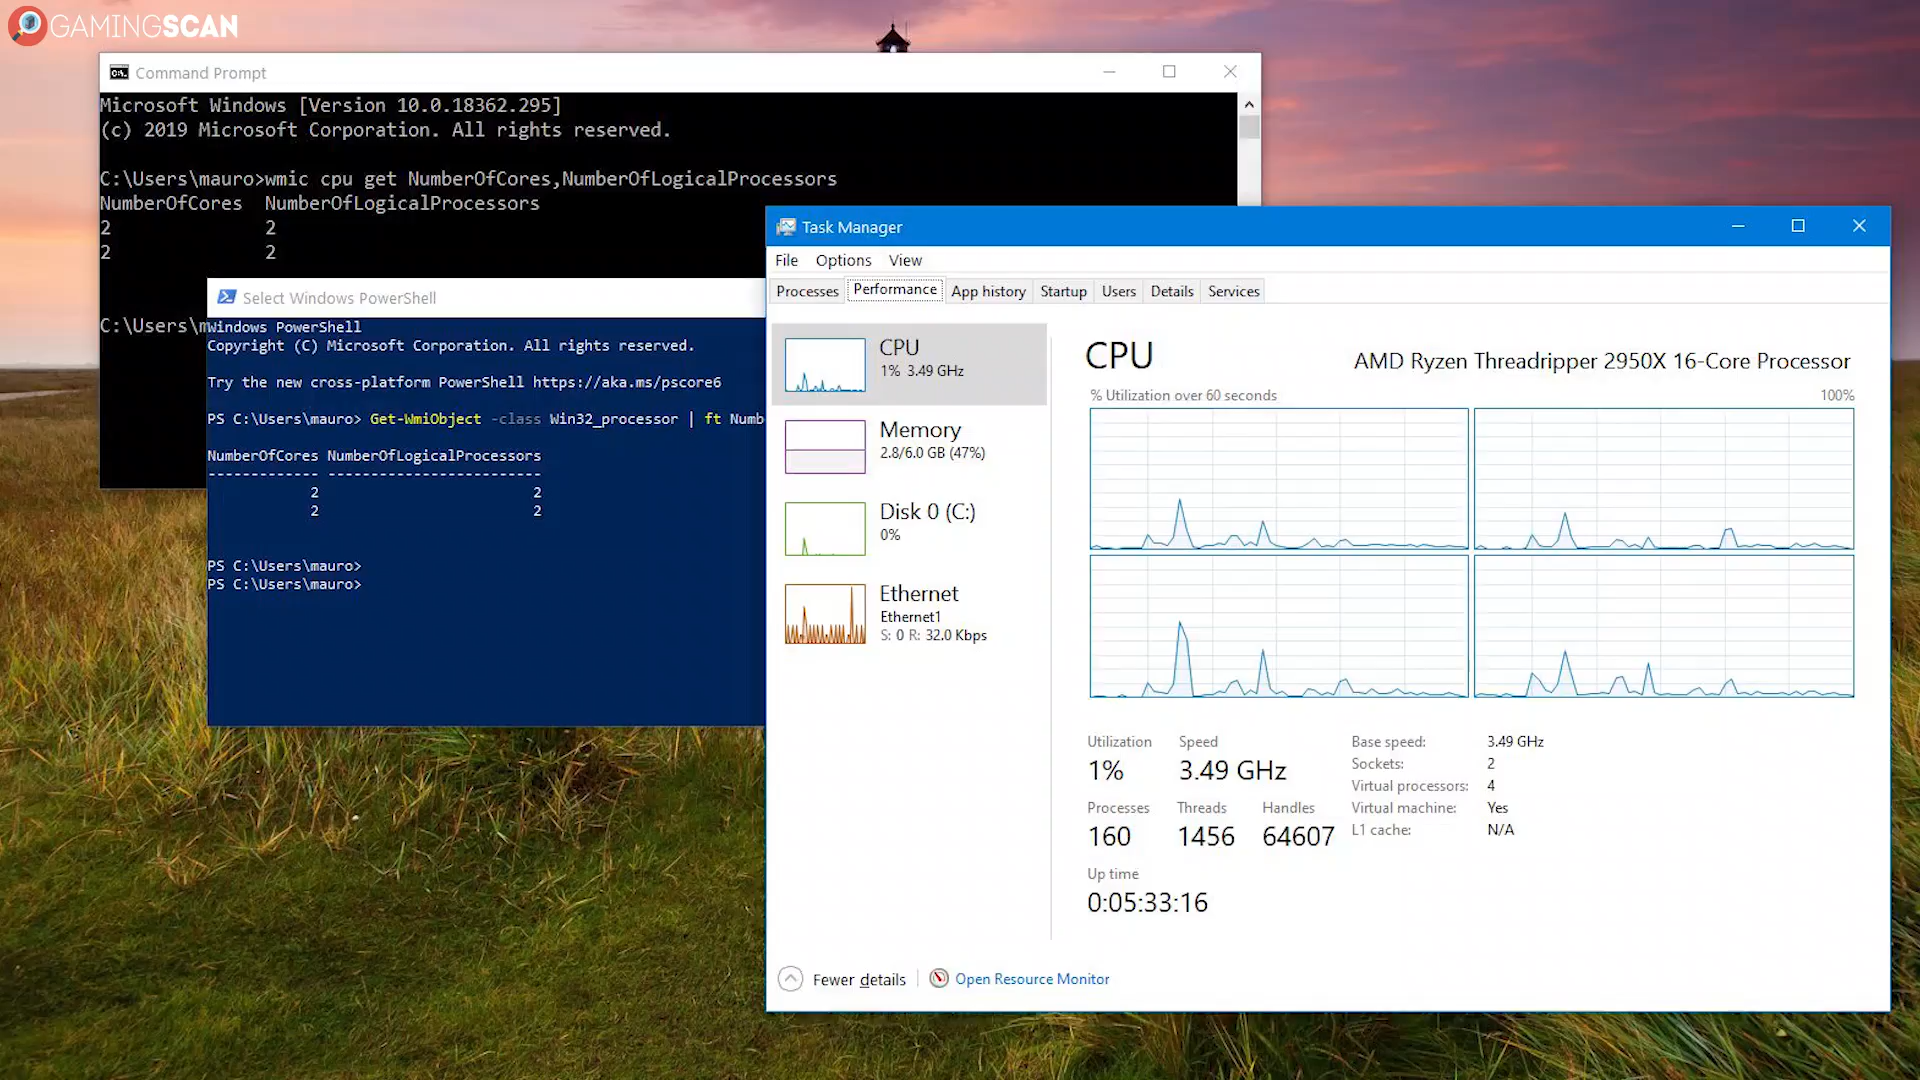 GAMINGSCAN
Command Prompt
Microsoft Windows [Version 10.0.18362.295]
(c) 2019 Microsoft Corporation. All rights reserved.
C:\Users\mauro>wmic cpu get NumberOfCores,NumberOfLogicalProcessors
NumberOfCores  NumberOfLogicalProcessors
2              2
2              2
C:\Users\m
Select Windows PowerShell
Windows PowerShell
Copyright (C) Microsoft Corporation. All rights reserved.
Try the new cross-platform PowerShell https://aka.ms/pscore6
PS C:\Users\mauro> Get-WmiObject -class Win32_processor | ft Numb
NumberOfCores NumberOfLogicalProcessors
------------- -------------------------
2                         2
2                         2
PS C:\Users\mauro>
PS C:\Users\mauro>
Task Manager
File Options View
Processes Performance App history Startup Users Details Services
CPU
1% 3.49 GHz
Memory
2.8/6.0 GB (47%)
Disk 0 (C:)
0%
Ethernet
Ethernet1
S: 0 R: 32.0 Kbps
CPU
AMD Ryzen Threadripper 2950X 16-Core Processor
% Utilization over 60 seconds
100%
Utilization Speed
1% 3.49 GHz
Processes Threads Handles
160 1456 64607
Up time
0:05:33:16
Base speed: 3.49 GHz
Sockets: 2
Virtual processors: 4
Virtual machine: Yes
L1 cache: N/A
Fewer details
Open Resource Monitor